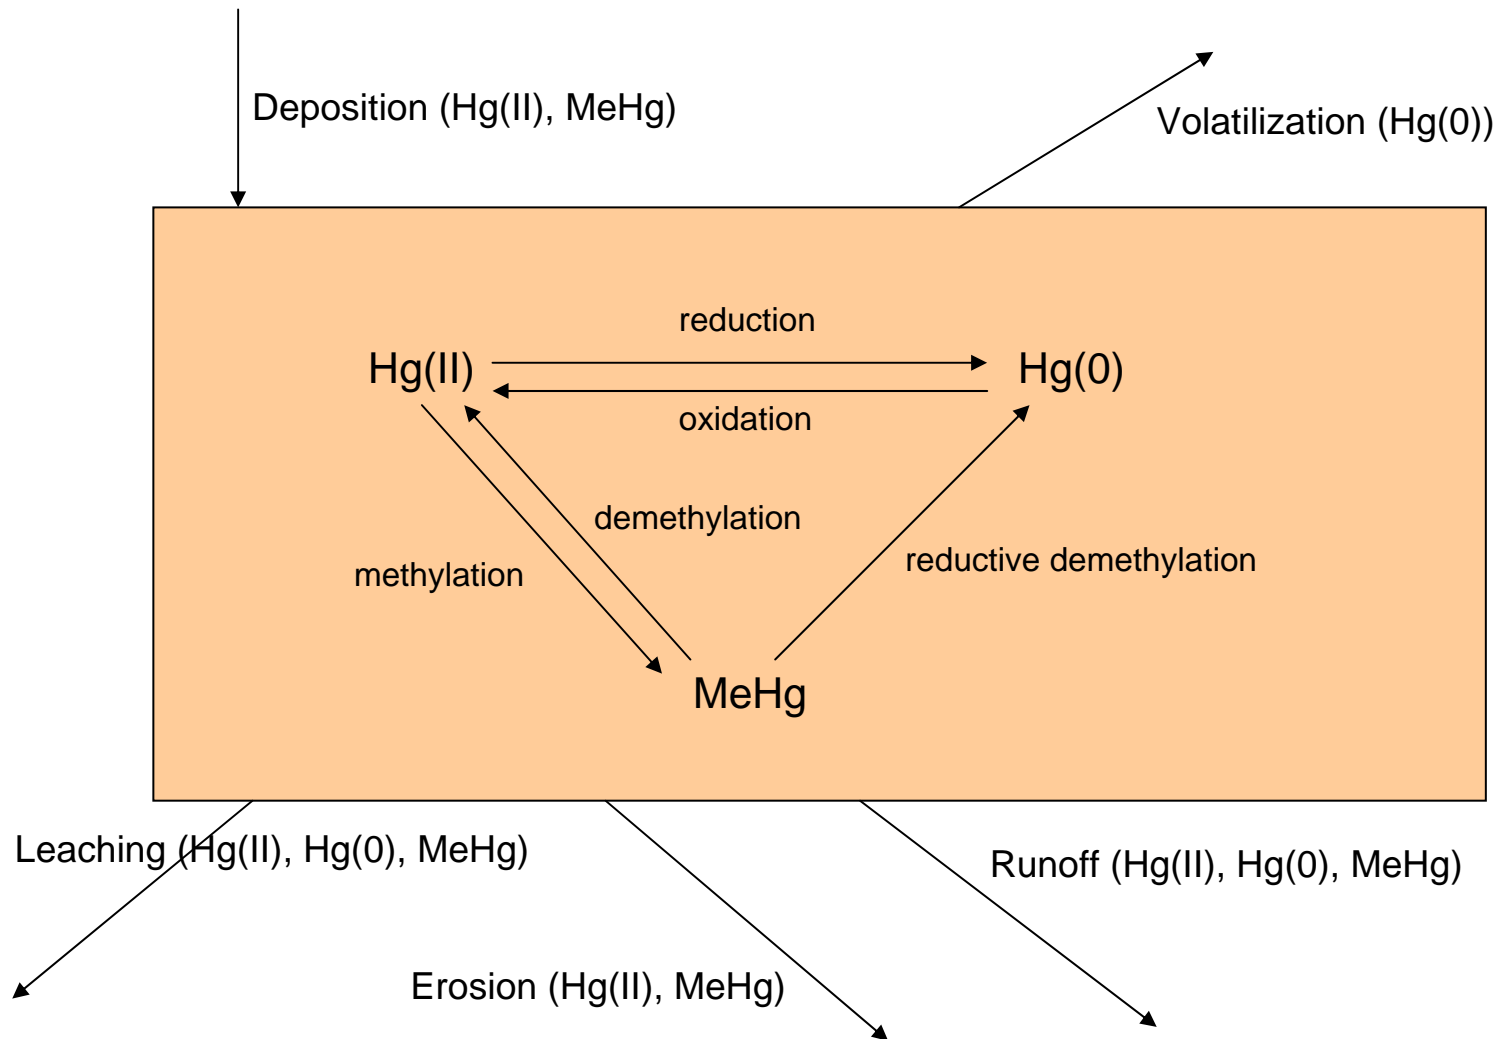 Deposition (Hg(II), MeHg)
Volatilization (Hg(0))
reduction
Hg(II)
Hg(0)
oxidation
demethylation
methylation
reductive demethylation
MeHg
Leaching (Hg(II), Hg(0), MeHg)
Runoff (Hg(II), Hg(0), MeHg)
Erosion (Hg(II), MeHg)